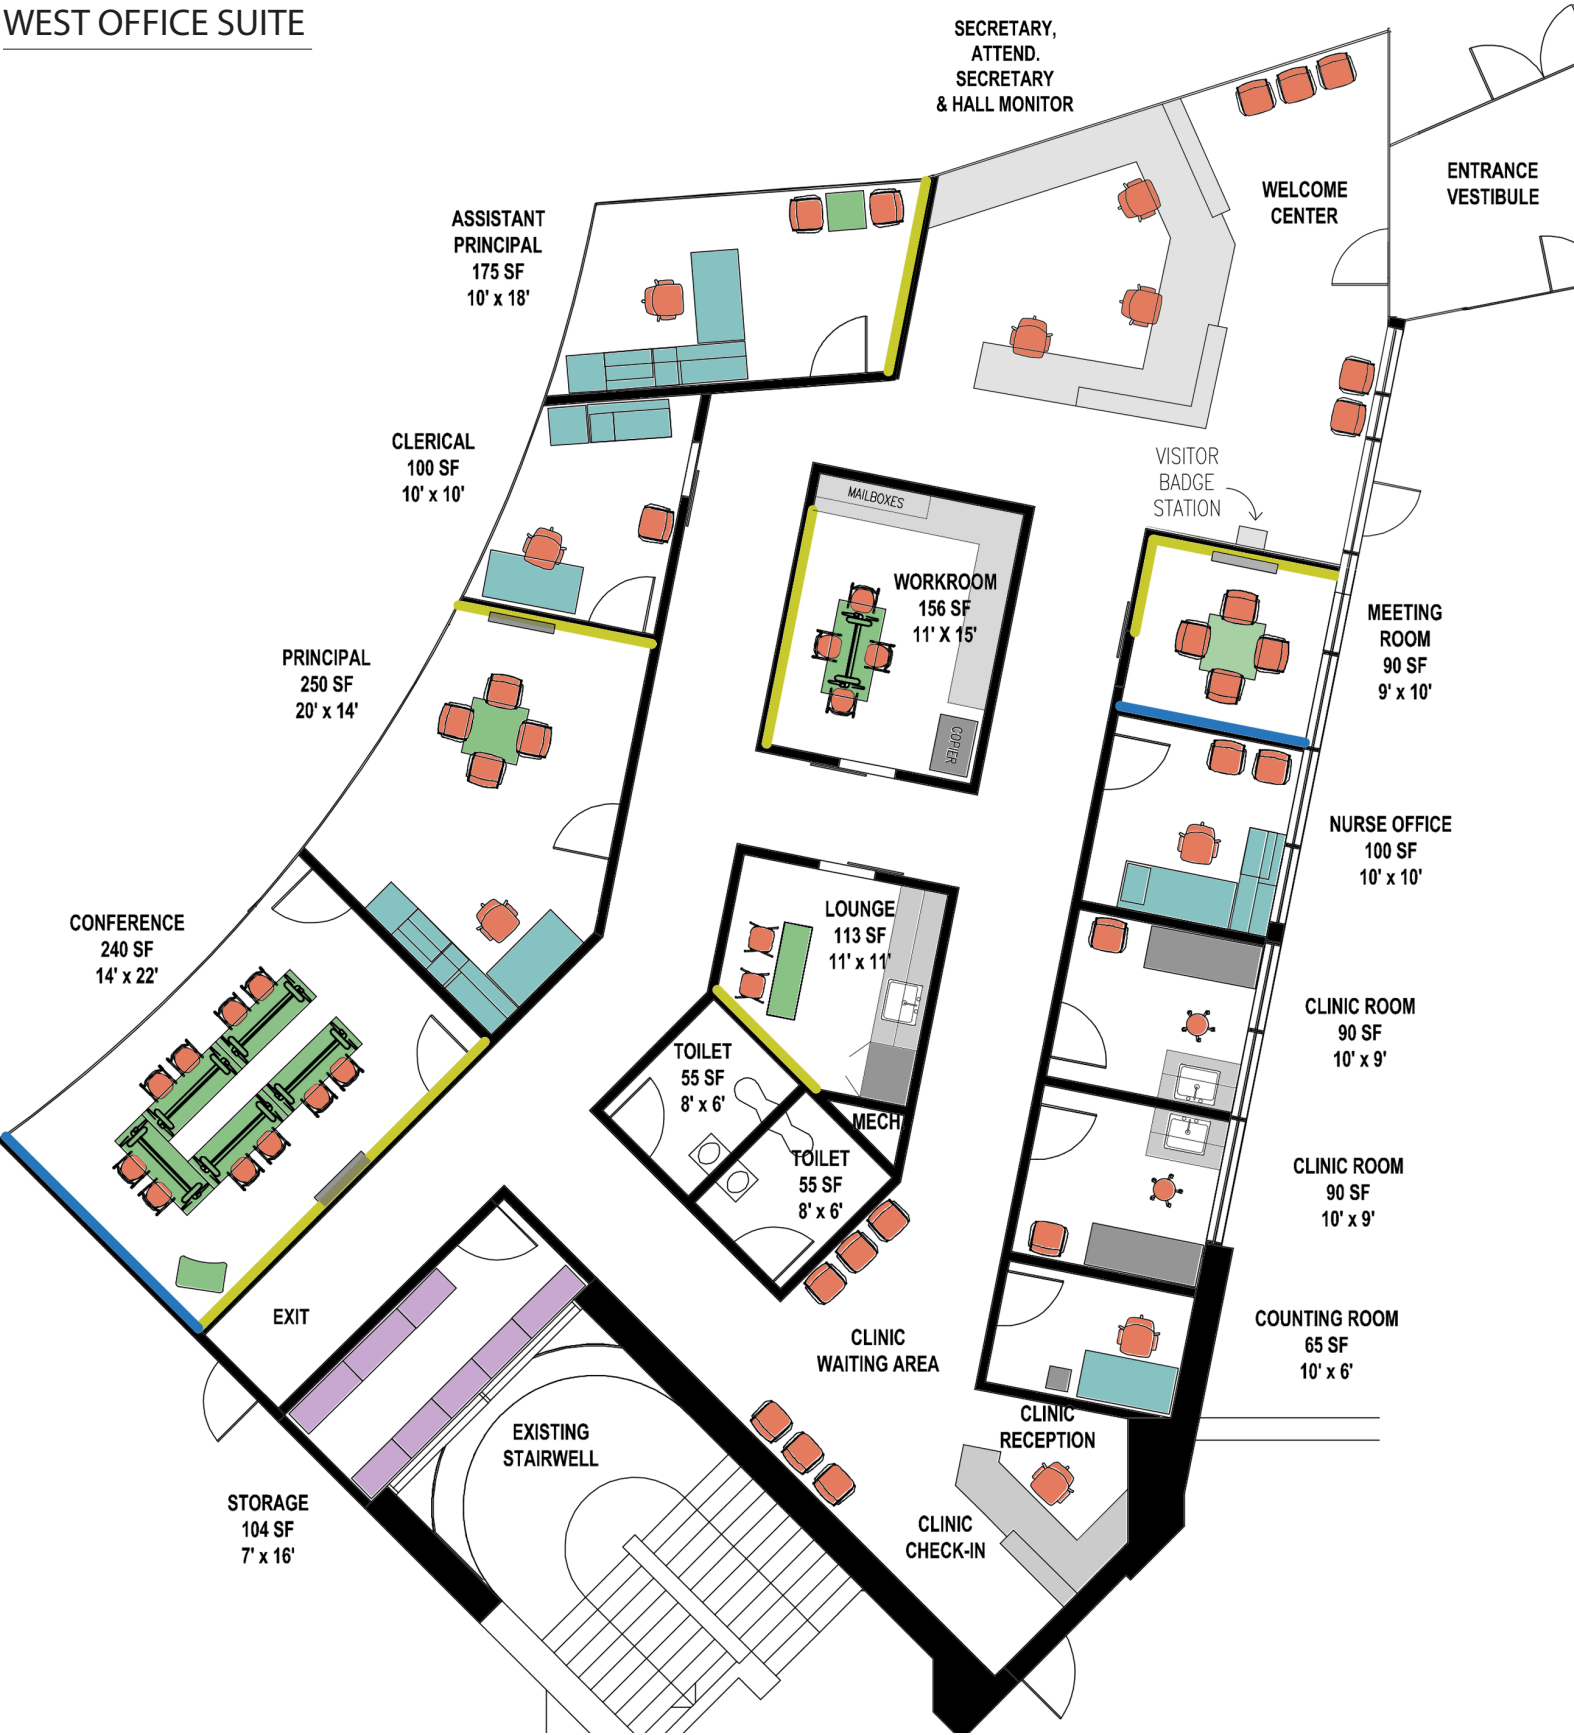 WEST OFFICE SUITE
SECRETARY,
ATTEND.
SECRETARY
& HALL MONITOR
ENTRANCE
VESTIBULE
WELCOME
CENTER
ASSISTANT
PRINCIPAL
175 SF
10' x 18'
CLERICAL
100 SF
10' x 10'
VISITOR
BADGE
STATION
MAILBOXES
WORKROOM
156 SF
11' X 15'
COPIER
MEETING
ROOM
90 SF
9' x 10'
PRINCIPAL
250 SF
20' x 14'
NURSE OFFICE
100 SF
10' x 10'
CONFERENCE
240 SF
14' x 22'
LOUNGE
113 SF
11' x 11'
CLINIC ROOM
90 SF
10' x 9'
TOILET
55 SF
8' x 6'
MECH
TOILET
55 SF
8' x 6'
CLINIC ROOM
90 SF
10' x 9'
EXIT
CLINIC
WAITING AREA
COUNTING ROOM
65 SF
10' x 6'
CLINIC
RECEPTION
EXISTING
STAIRWELL
STORAGE
104 SF
7' x 16'
CLINIC
CHECK-IN